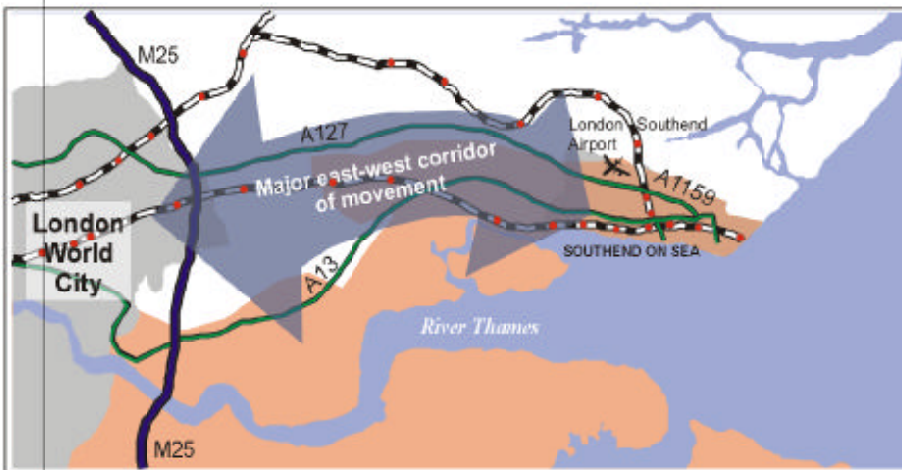 M25
A127
London Southend
Airport
A1159
Major east-west corridor
of movement
London
World
City
A13
SOUTHEND ON SEA
River Thames
M25